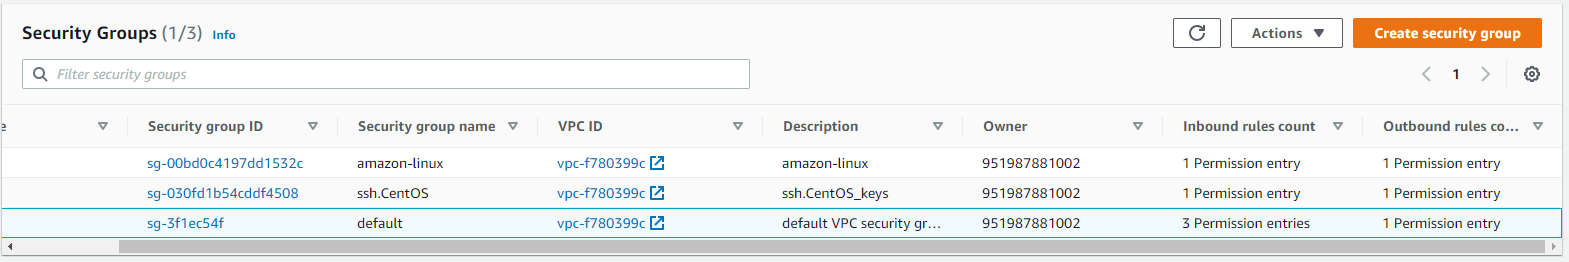 Security Groups (1/3) Info
Actions
Create security group
Filter security groups
1
e Security group ID Security group name VPC ID Description Owner Inbound rules count Outbound rules co...
sg-00bd0c4197dd1532c amazon-linux vpc-f780399c amazon-linux 951987881002 1 Permission entry 1 Permission entry
sg-030fd1b54cddf4508 ssh.CentOS vpc-f780399c ssh.CentOS_keys 951987881002 1 Permission entry 1 Permission entry
sg-3f1ec54f default vpc-f780399c default VPC security gr... 951987881002 3 Permission entries 1 Permission entry